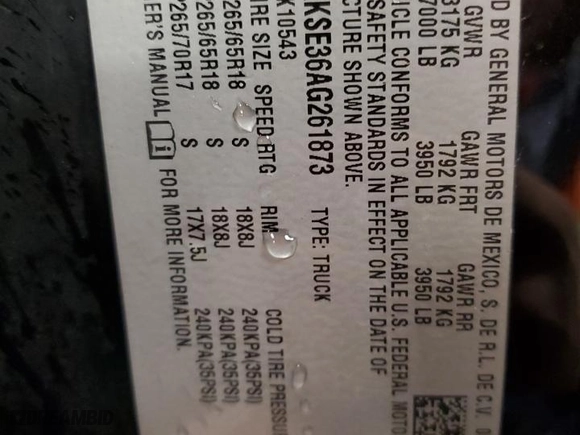 D BY GENERAL MOTORS DE MEXICO, S. DE R.L. DE C.V.
GVWR GAWR FRT GAWR RR
3175 KG 1792 KG 1792 KG
7000 LB 3950 LB 3950 LB
ICLE CONFORMS TO ALL APPLICABLE U.S. FEDERAL MOTO
SAFETY STANDARDS IN EFFECT ON THE DATE OF
CTURE SHOWN ABOVE.
KSE36AG261873 TYPE: TRUCK
K10543
IRE SIZE SPEED RTG RIM COLD TIRE PRESSUR
265/65R18 S 18X8J 240KPA(35PSI)
265/65R18 S 18X8J 240KPA(35PSI)
265/70R17 S 17X7.5J 240KPA(35PSI)
ER'S MANUAL FOR MORE INFORMATION.